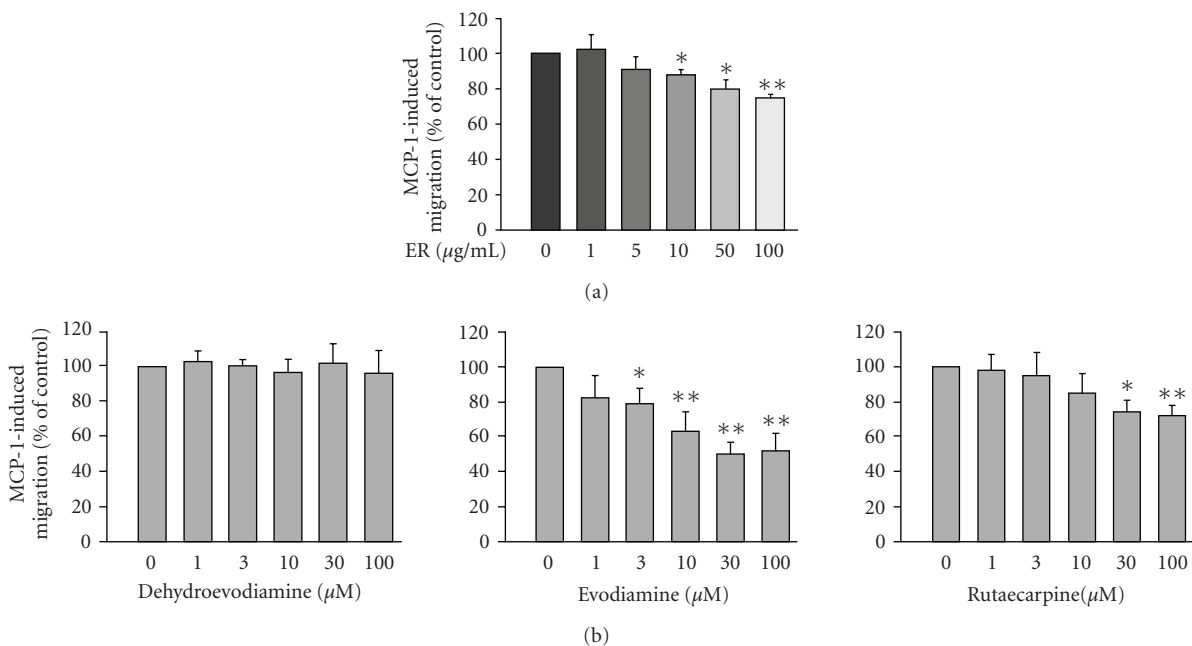 MCP-1-induced
migration (% of control)
120
100
80
60
40
20
0
* * **
ER (µg/mL) 0 1 5 10 50 100
(a)
MCP-1-induced
migration (% of control)
120
100
80
60
40
20
0
0 1 3 10 30 100
Dehydroevodiamine (µM)
120
100
80
60
40
20
0
* ** ** **
0 1 3 10 30 100
Evodiamine (µM)
120
100
80
60
40
20
0
* **
0 1 3 10 30 100
Rutaecarpine(µM)
(b)